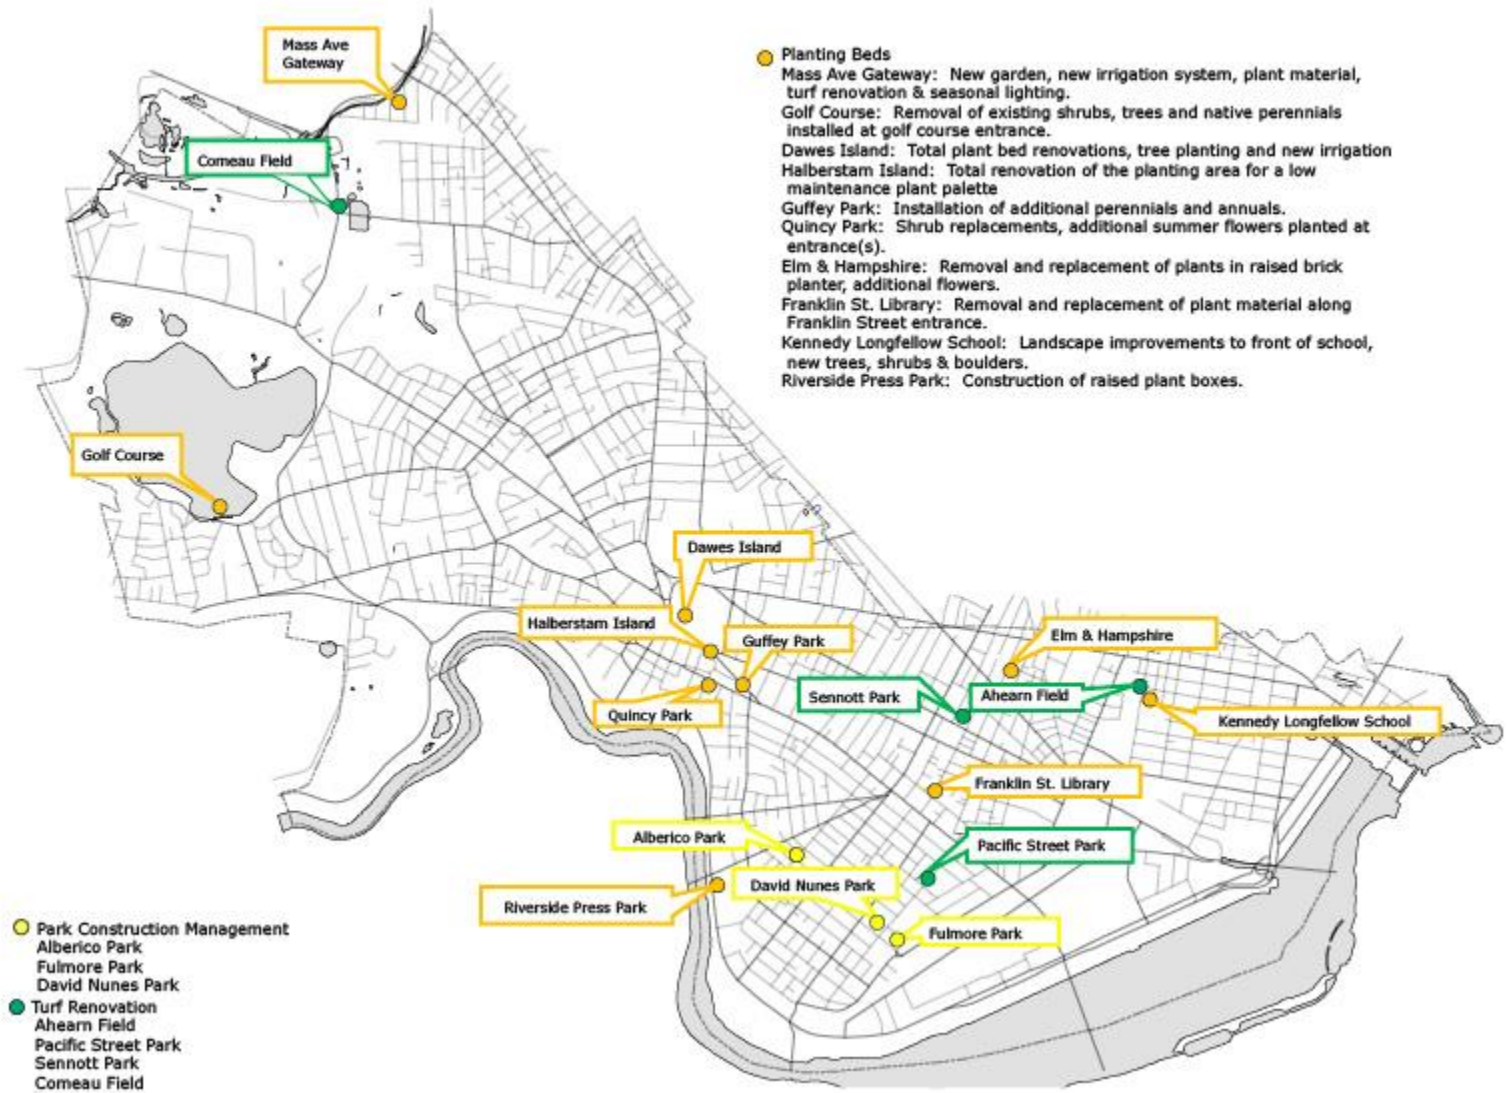 Mass Ave
Gateway
Comeau Field
Golf Course
Planting Beds
Mass Ave Gateway: New garden, new irrigation system, plant material,
turf renovation & seasonal lighting.
Golf Course: Removal of existing shrubs, trees and native perennials
installed at golf course entrance.
Dawes Island: Total plant bed renovations, tree planting and new irrigation
Halberstam Island: Total renovation of the planting area for a low
maintenance plant palette
Guffey Park: Installation of additional perennials and annuals.
Quincy Park: Shrub replacements, additional summer flowers planted at
entrance(s).
Elm & Hampshire: Removal and replacement of plants in raised brick
planter, additional flowers.
Franklin St. Library: Removal and replacement of plant material along
Franklin Street entrance.
Kennedy Longfellow School: Landscape improvements to front of school,
new trees, shrubs & boulders.
Riverside Press Park: Construction of raised plant boxes.
Dawes Island
Halberstam Island
Guffey Park
Elm & Hampshire
Quincy Park
Sennott Park
Ahearn Field
Kennedy Longfellow School
Franklin St. Library
Alberico Park
Pacific Street Park
David Nunes Park
Riverside Press Park
Fulmore Park
Park Construction Management
Alberico Park
Fulmore Park
David Nunes Park
Turf Renovation
Ahearn Field
Pacific Street Park
Sennott Park
Comeau Field